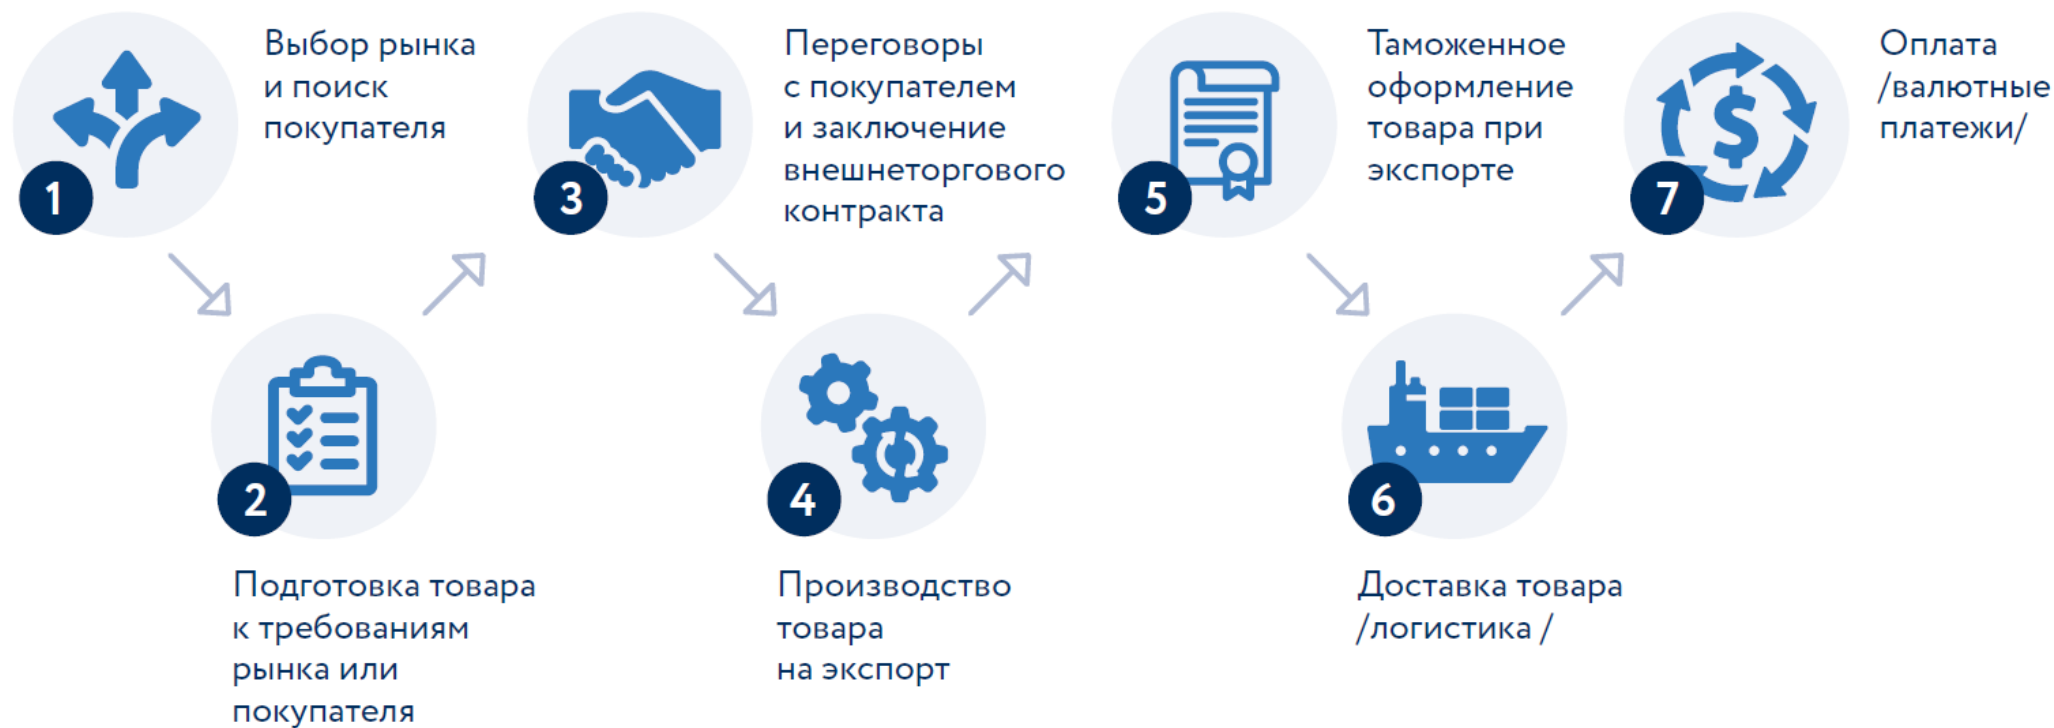 1
Выбор рынка
и поиск
покупателя
2
Подготовка товара
к требованиям
рынка или
покупателя
3
Переговоры
с покупателем
и заключение
внешнеторгового
контракта
4
Производство
товара
на экспорт
5
Таможенное
оформление
товара при
экспорте
6
Доставка товара
/логистика /
7
$
Оплата
/валютные
платежи/